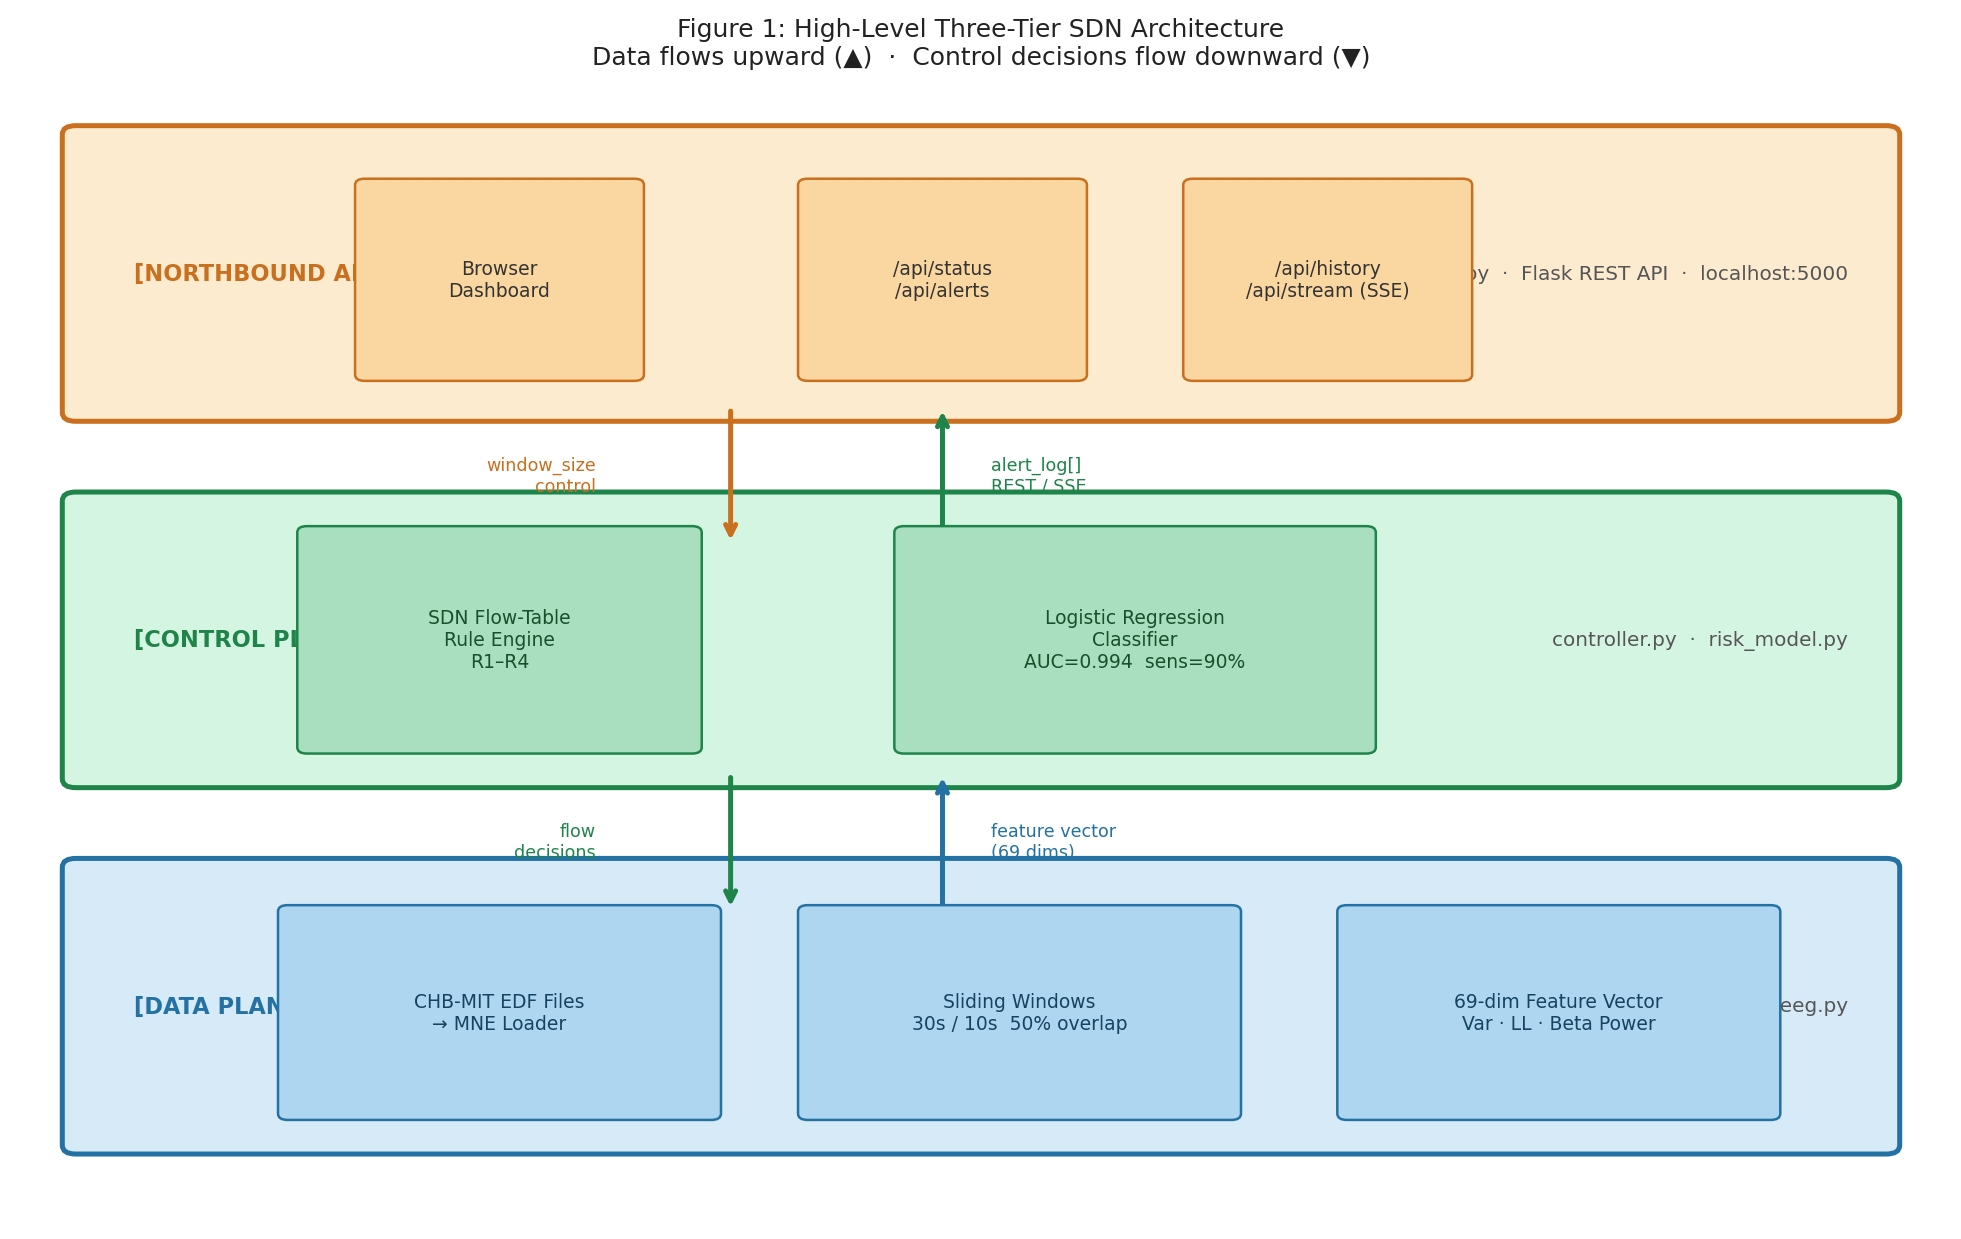 Figure 1: High-Level Three-Tier SDN Architecture
Data flows upward (▲)  ·  Control decisions flow downward (▼)
[NORTHBOUND
Browser
Dashboard
/api/status
/api/alerts
/api/history
/api/stream (SSE)
·  Flask REST API  ·  localhost:5000
window_size
control
alert_log[]
REST / SSE
[CONTROL
SDN Flow-Table
Rule Engine
R1–R4
Logistic Regression
Classifier
AUC=0.994  sens=90%
controller.py  ·  risk_model.py
flow
decisions
feature vector
(69 dims)
[DATA
CHB-MIT EDF Files
→ MNE Loader
Sliding Windows
30s / 10s  50% overlap
69-dim Feature Vector
Var · LL · Beta Power
eeg.py